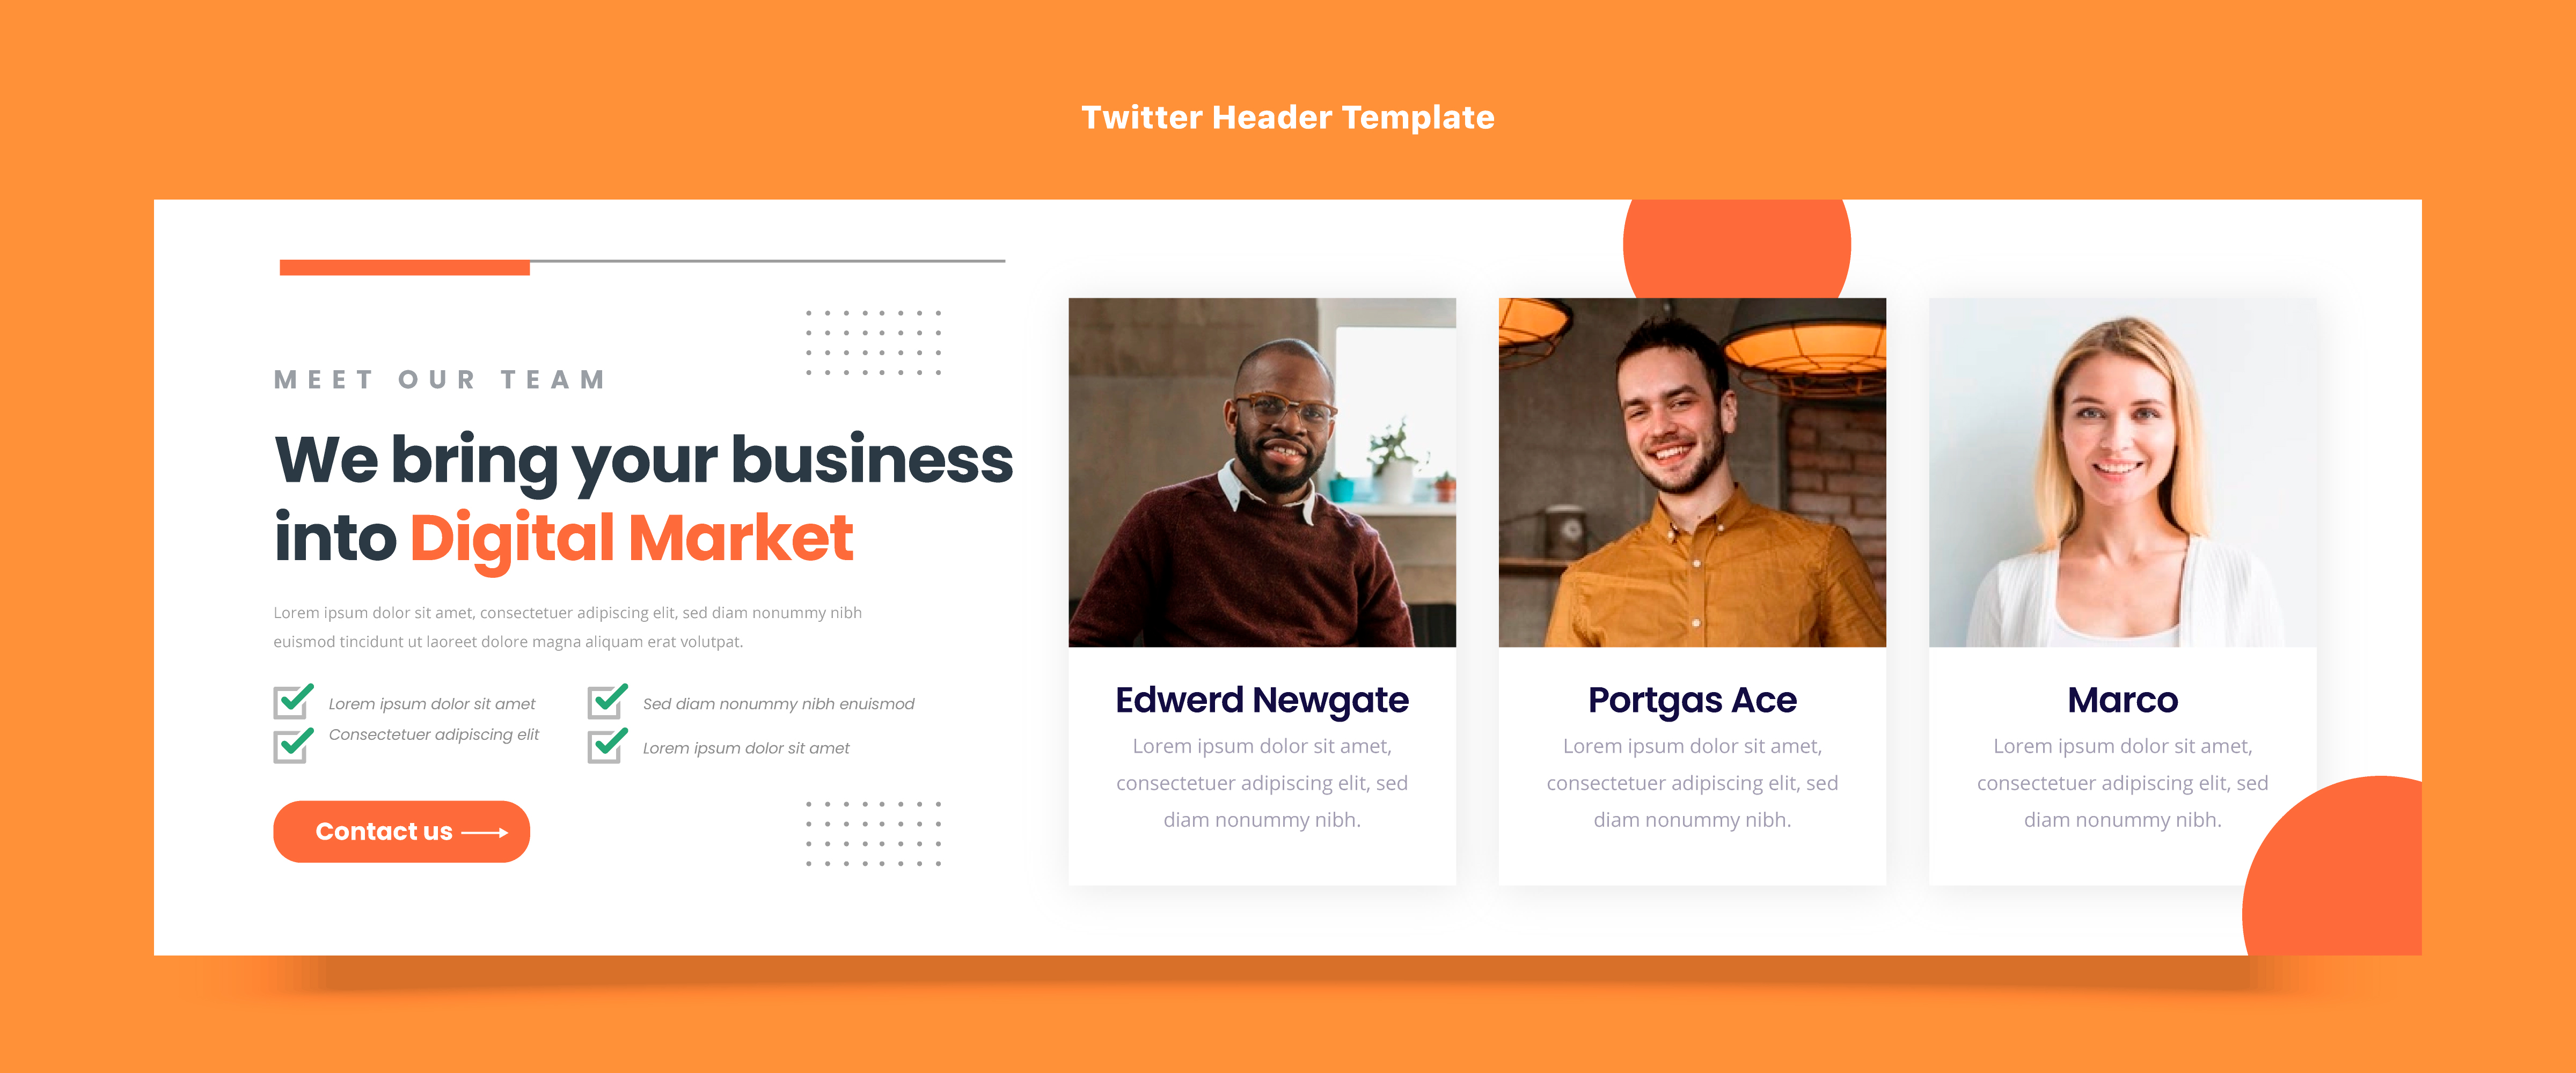 Twitter Header Template
MEET OUR TEAM
We bring your business
into Digital Market
Lorem ipsum dolor sit amet, consectetuer adipiscing elit, sed diam nonummy nibh
euismod tincidunt ut laoreet dolore magna aliquam erat volutpat.
Lorem ipsum dolor sit amet
Consectetuer adipiscing elit
Sed diam nonummy nibh enuismod
Lorem ipsum dolor sit amet
Contact us
Edwerd Newgate
Lorem ipsum dolor sit amet,
consectetuer adipiscing elit, sed
diam nonummy nibh.
Portgas Ace
Lorem ipsum dolor sit amet,
consectetuer adipiscing elit, sed
diam nonummy nibh.
Marco
Lorem ipsum dolor sit amet,
consectetuer adipiscing elit, sed
diam nonummy nibh.